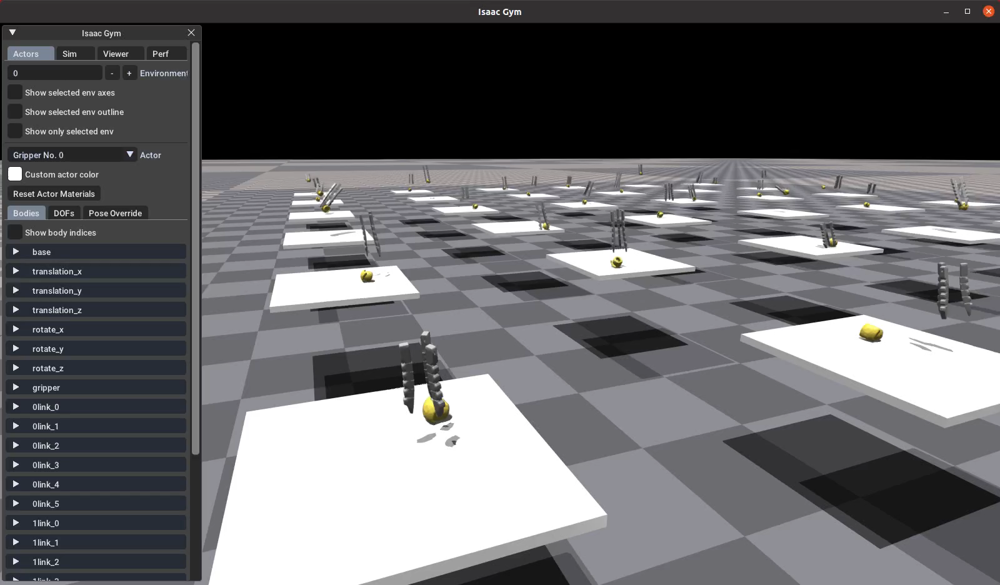 Isaac Gym
Isaac Gym
Actors Sim Viewer Perf
0 - + Environment
Show selected env axes
Show selected env outline
Show only selected env
Gripper No. 0 Actor
Custom actor color
Reset Actor Materials
Bodies DOFs Pose Override
Show body indices
base
translation_x
translation_y
translation_z
rotate_x
rotate_y
rotate_z
gripper
0link_0
0link_1
0link_2
0link_3
0link_4
0link_5
1link_0
1link_1
1link_2